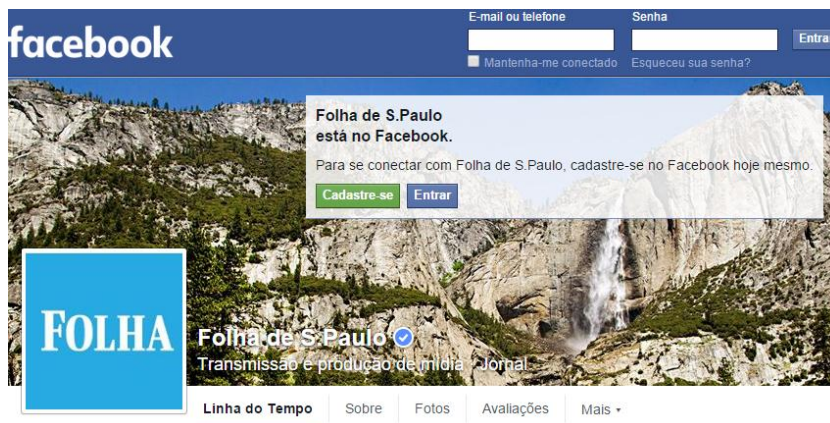 facebook
E-mail ou telefone
Senha
Entra
Mantenha-me conectado
Esqueceu sua senha?
Folha de S.Paulo
está no Facebook.
Para se conectar com Folha de S.Paulo, cadastre-se no Facebook hoje mesmo.
Cadastre-se Entrar
FOLHA
Folha de S.Paulo
Transmissão e produção de mídia · Jornal
Linha do Tempo Sobre Fotos Avaliações Mais